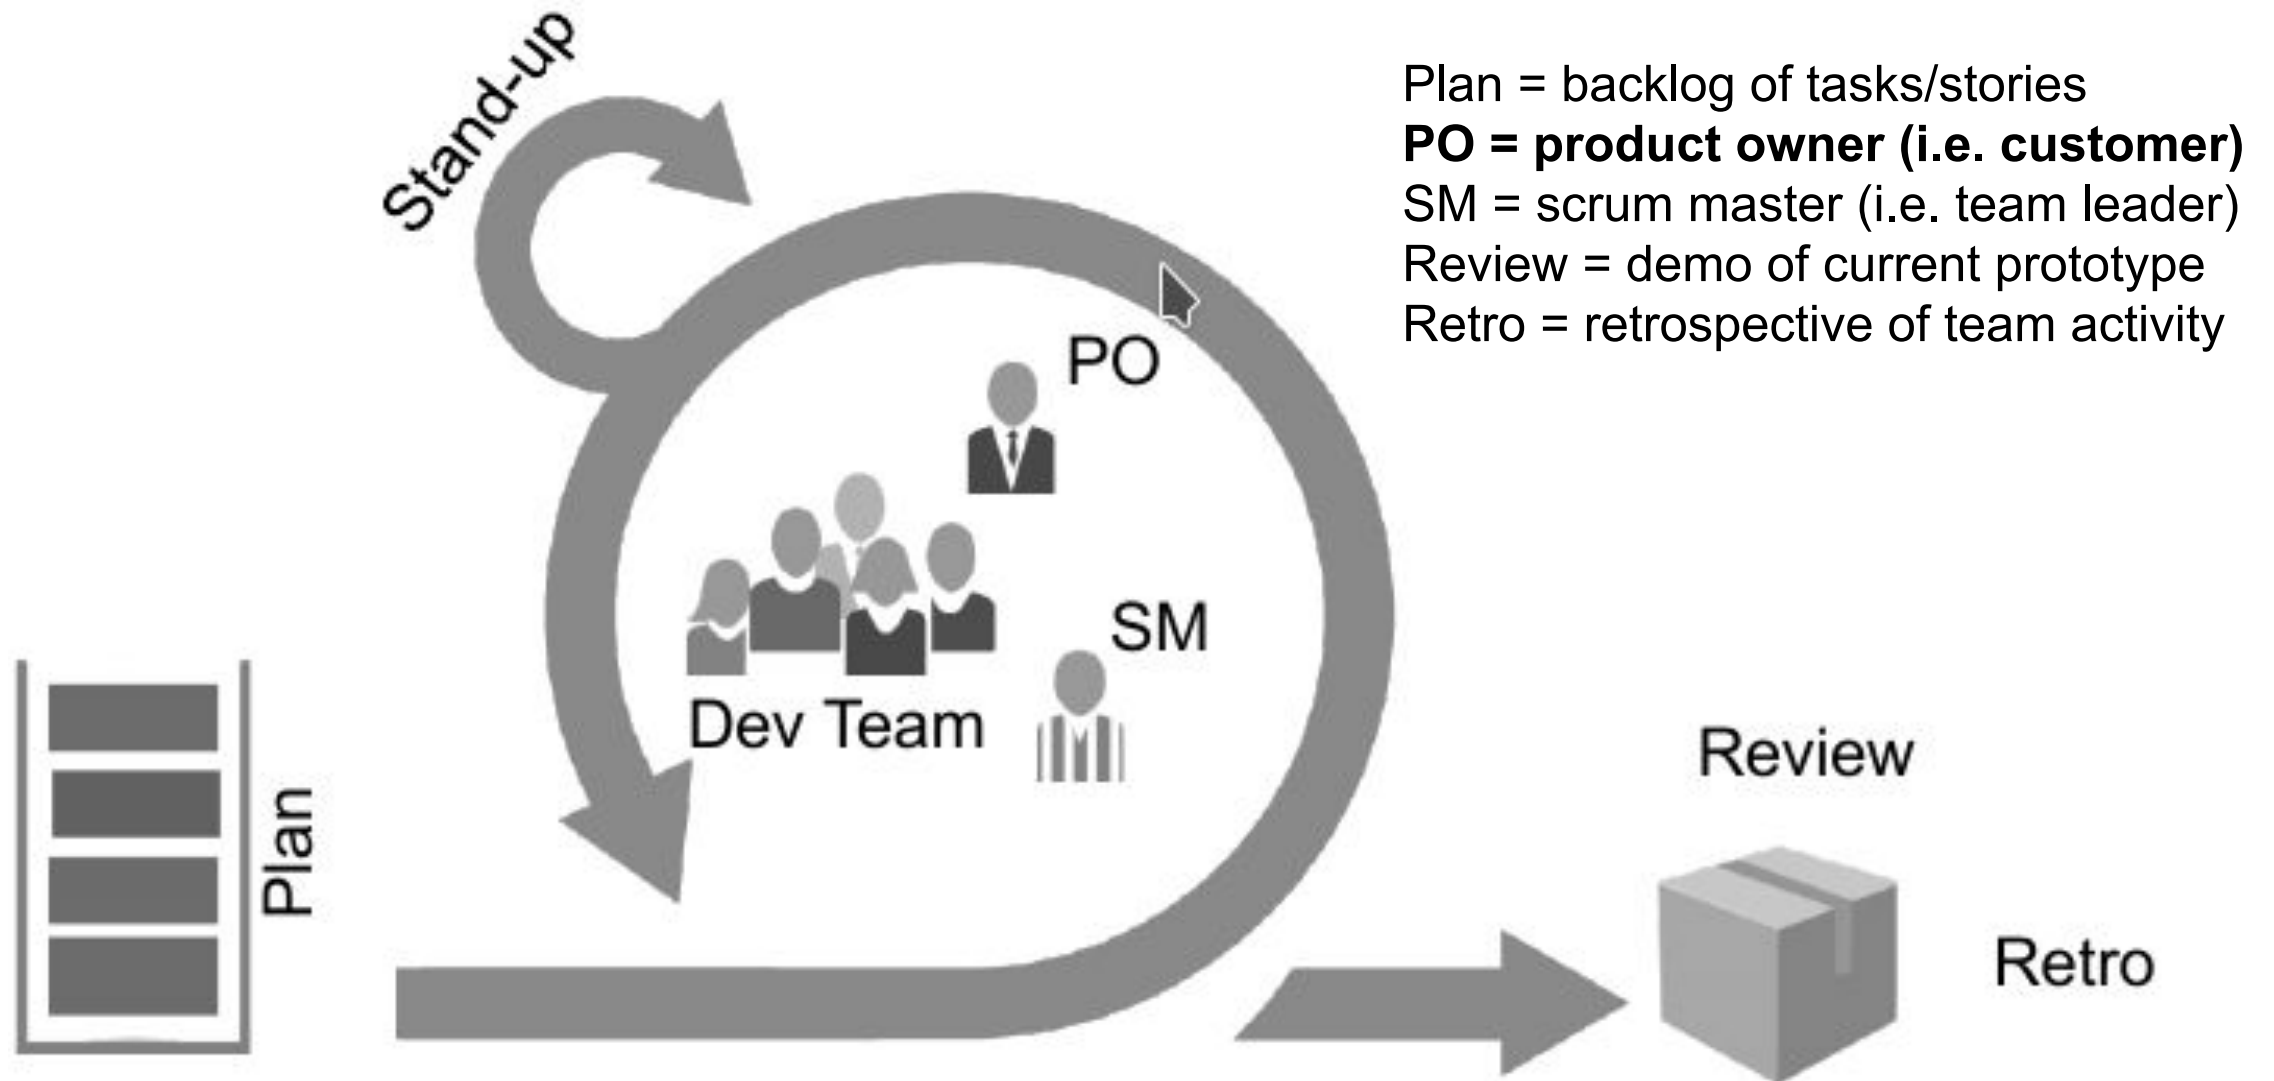 Stand-up
Plan = backlog of tasks/stories
PO = product owner (i.e. customer)
SM = scrum master (i.e. team leader)
Review = demo of current prototype
Retro = retrospective of team activity
PO
SM
Dev Team
Plan
Review
Retro